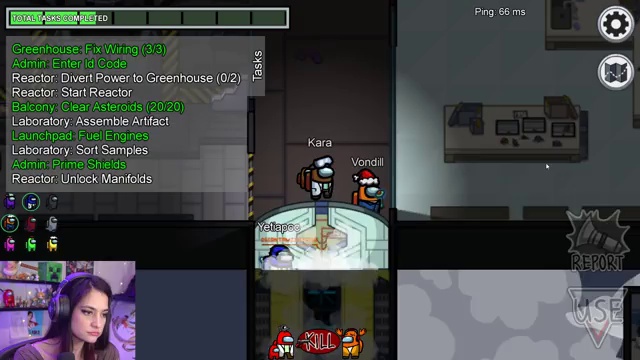 TOTAL TASKS COMPLETED
Ping: 66 ms
Greenhouse: Fix Wiring (3/3)
Admin: Enter Id Code
Reactor: Divert Power to Greenhouse (0/2)
Reactor: Start Reactor
Balcony: Clear Asteroids (20/20)
Laboratory: Assemble Artifact
Launchpad: Fuel Engines
Laboratory: Sort Samples
Admin: Prime Shields
Reactor: Unlock Manifolds
Tasks
Kara
Vondill
Yetiapoc
REPORT
USE
KILL